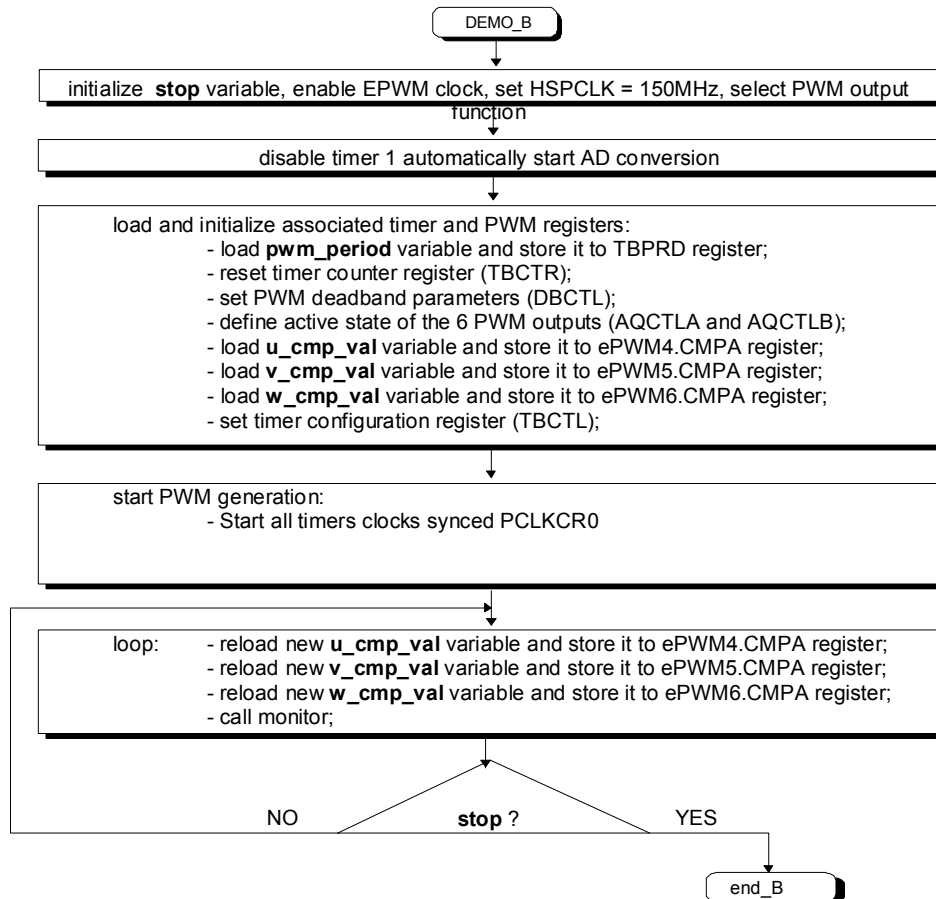 DEMO_B
initialize stop variable, enable EPWM clock, set HSPCLK = 150MHz, select PWM output
function
disable timer 1 automatically start AD conversion
load and initialize associated timer and PWM registers:
- load pwm_period variable and store it to TBPRD register;
- reset timer counter register (TBCTR);
- set PWM deadband parameters (DBCTL);
- define active state of the 6 PWM outputs (AQCTLA and AQCTLB);
- load u_cmp_val variable and store it to ePWM4.CMPA register;
- load v_cmp_val variable and store it to ePWM5.CMPA register;
- load w_cmp_val variable and store it to ePWM6.CMPA register;
- set timer configuration register (TBCTL);
start PWM generation:
- Start all timers clocks synced PCLKCR0
loop: - reload new u_cmp_val variable and store it to ePWM4.CMPA register;
- reload new v_cmp_val variable and store it to ePWM5.CMPA register;
- reload new w_cmp_val variable and store it to ePWM6.CMPA register;
- call monitor;
NO stop ? YES
end_B